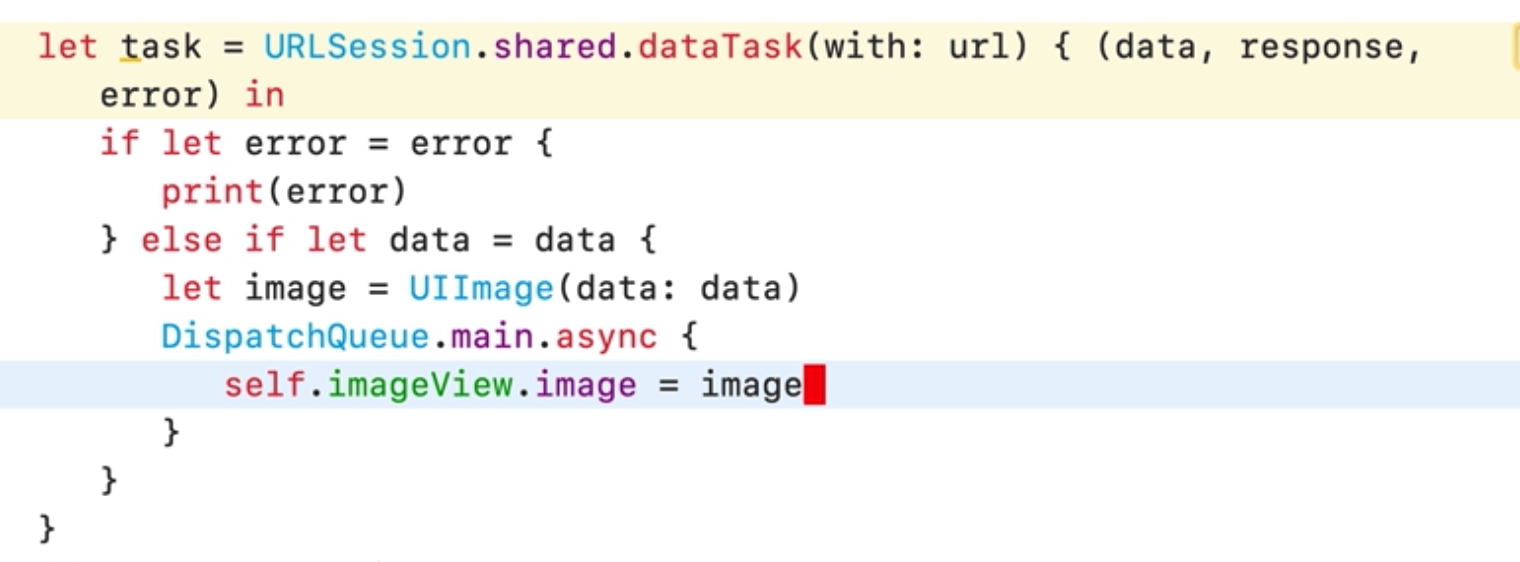 let task = URLSession.shared.dataTask(with: url) { (data, response,
error) in
if let error = error {
print(error)
} else if let data = data {
let image = UIImage(data: data)
DispatchQueue.main.async {
self.imageView.image = image
}
}
}